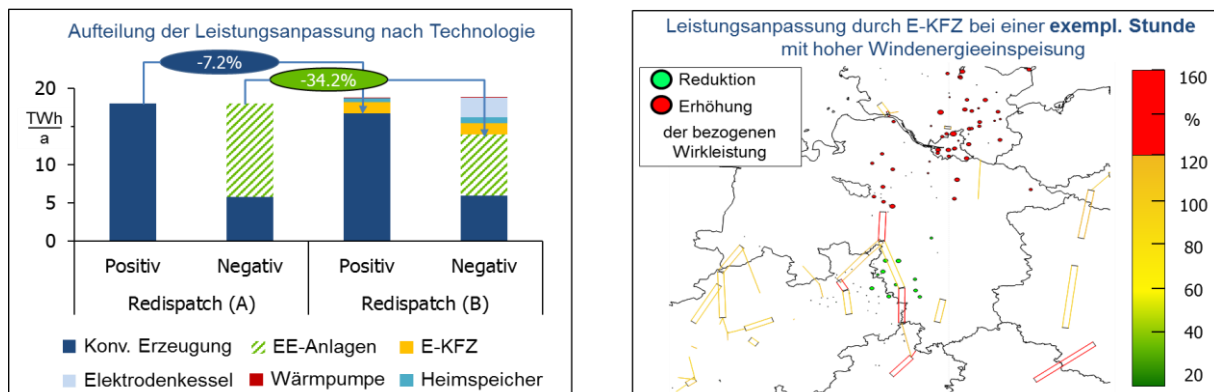 Aufteilung der Leistungsanpassung nach Technologie
-7.2%
-34.2%
20
TWh
a
15
10
5
0
Positiv Negativ Positiv Negativ
Redispatch (A) Redispatch (B)
Konv. Erzeugung EE-Anlagen E-KFZ
Elektrodenkessel Wärmpumpe Heimspeicher
Leistungsanpassung durch E-KFZ bei einer exempl. Stunde
mit hoher Windenergieeinspeisung
Reduktion
Erhöhung
der bezogenen
Wirkleistung
160
%
120
100
80
60
40
20